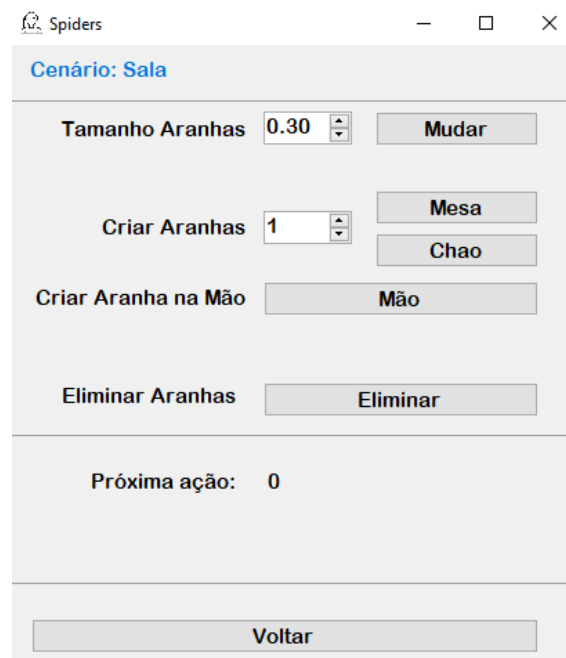 Spiders
Cenário: Sala
Tamanho Aranhas 0.30 Mudar
Mesa
Criar Aranhas 1
Chao
Criar Aranha na Mão Mão
Eliminar Aranhas Eliminar
Próxima ação: 0
Voltar